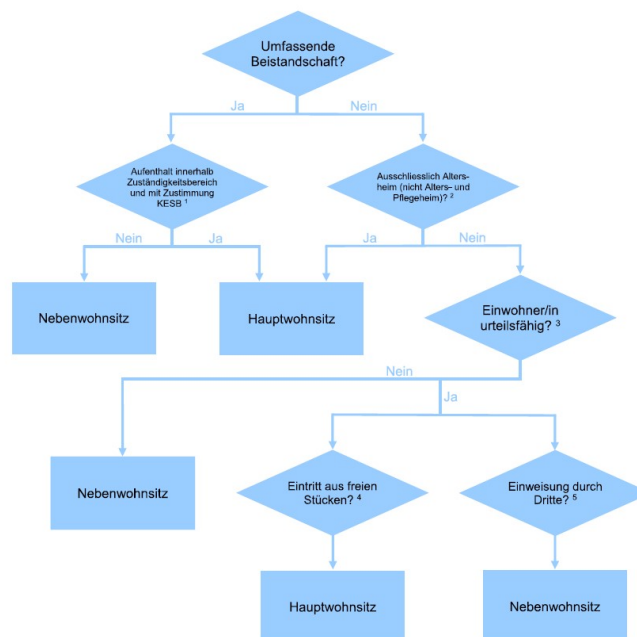 Umfassende
Beistandschaft?
Ja
Nein
Aufenthalt innerhalb
Zuständigkeitsbereich
und mit Zustimmung
KESB ¹
Ausschliesslich Alters-
heim (nicht Alters- und
Pflegeheim)? ²
Nein
Ja
Ja
Nein
Nebenwohnsitz
Hauptwohnsitz
Einwohner/in
urteilsfähig? ³
Nein
Ja
Nebenwohnsitz
Eintritt aus freien
Stücken? ⁴
Einweisung durch
Dritte? ⁵
Hauptwohnsitz
Nebenwohnsitz